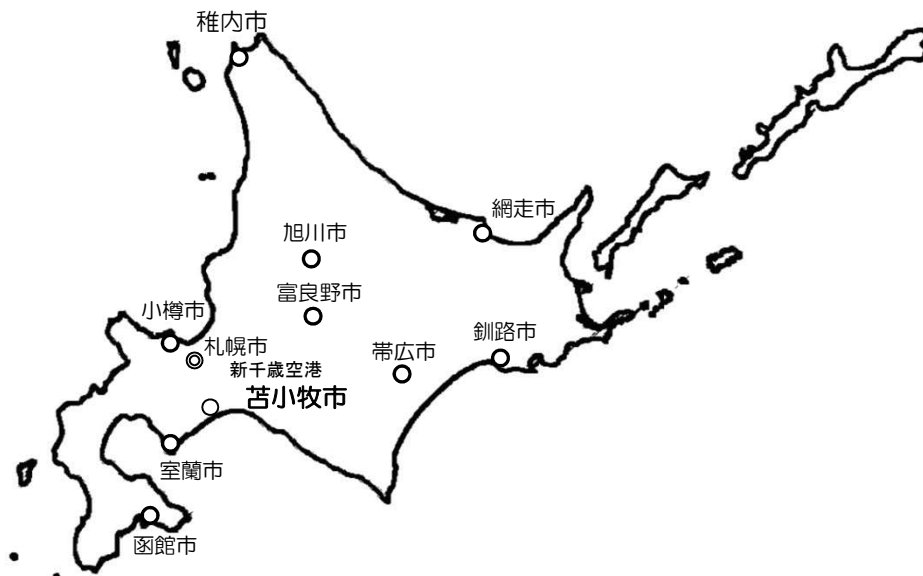 稚内市
網走市
旭川市
富良野市
小樽市
釧路市
札幌市
帯広市
新千歳空港
苫小牧市
室蘭市
函館市